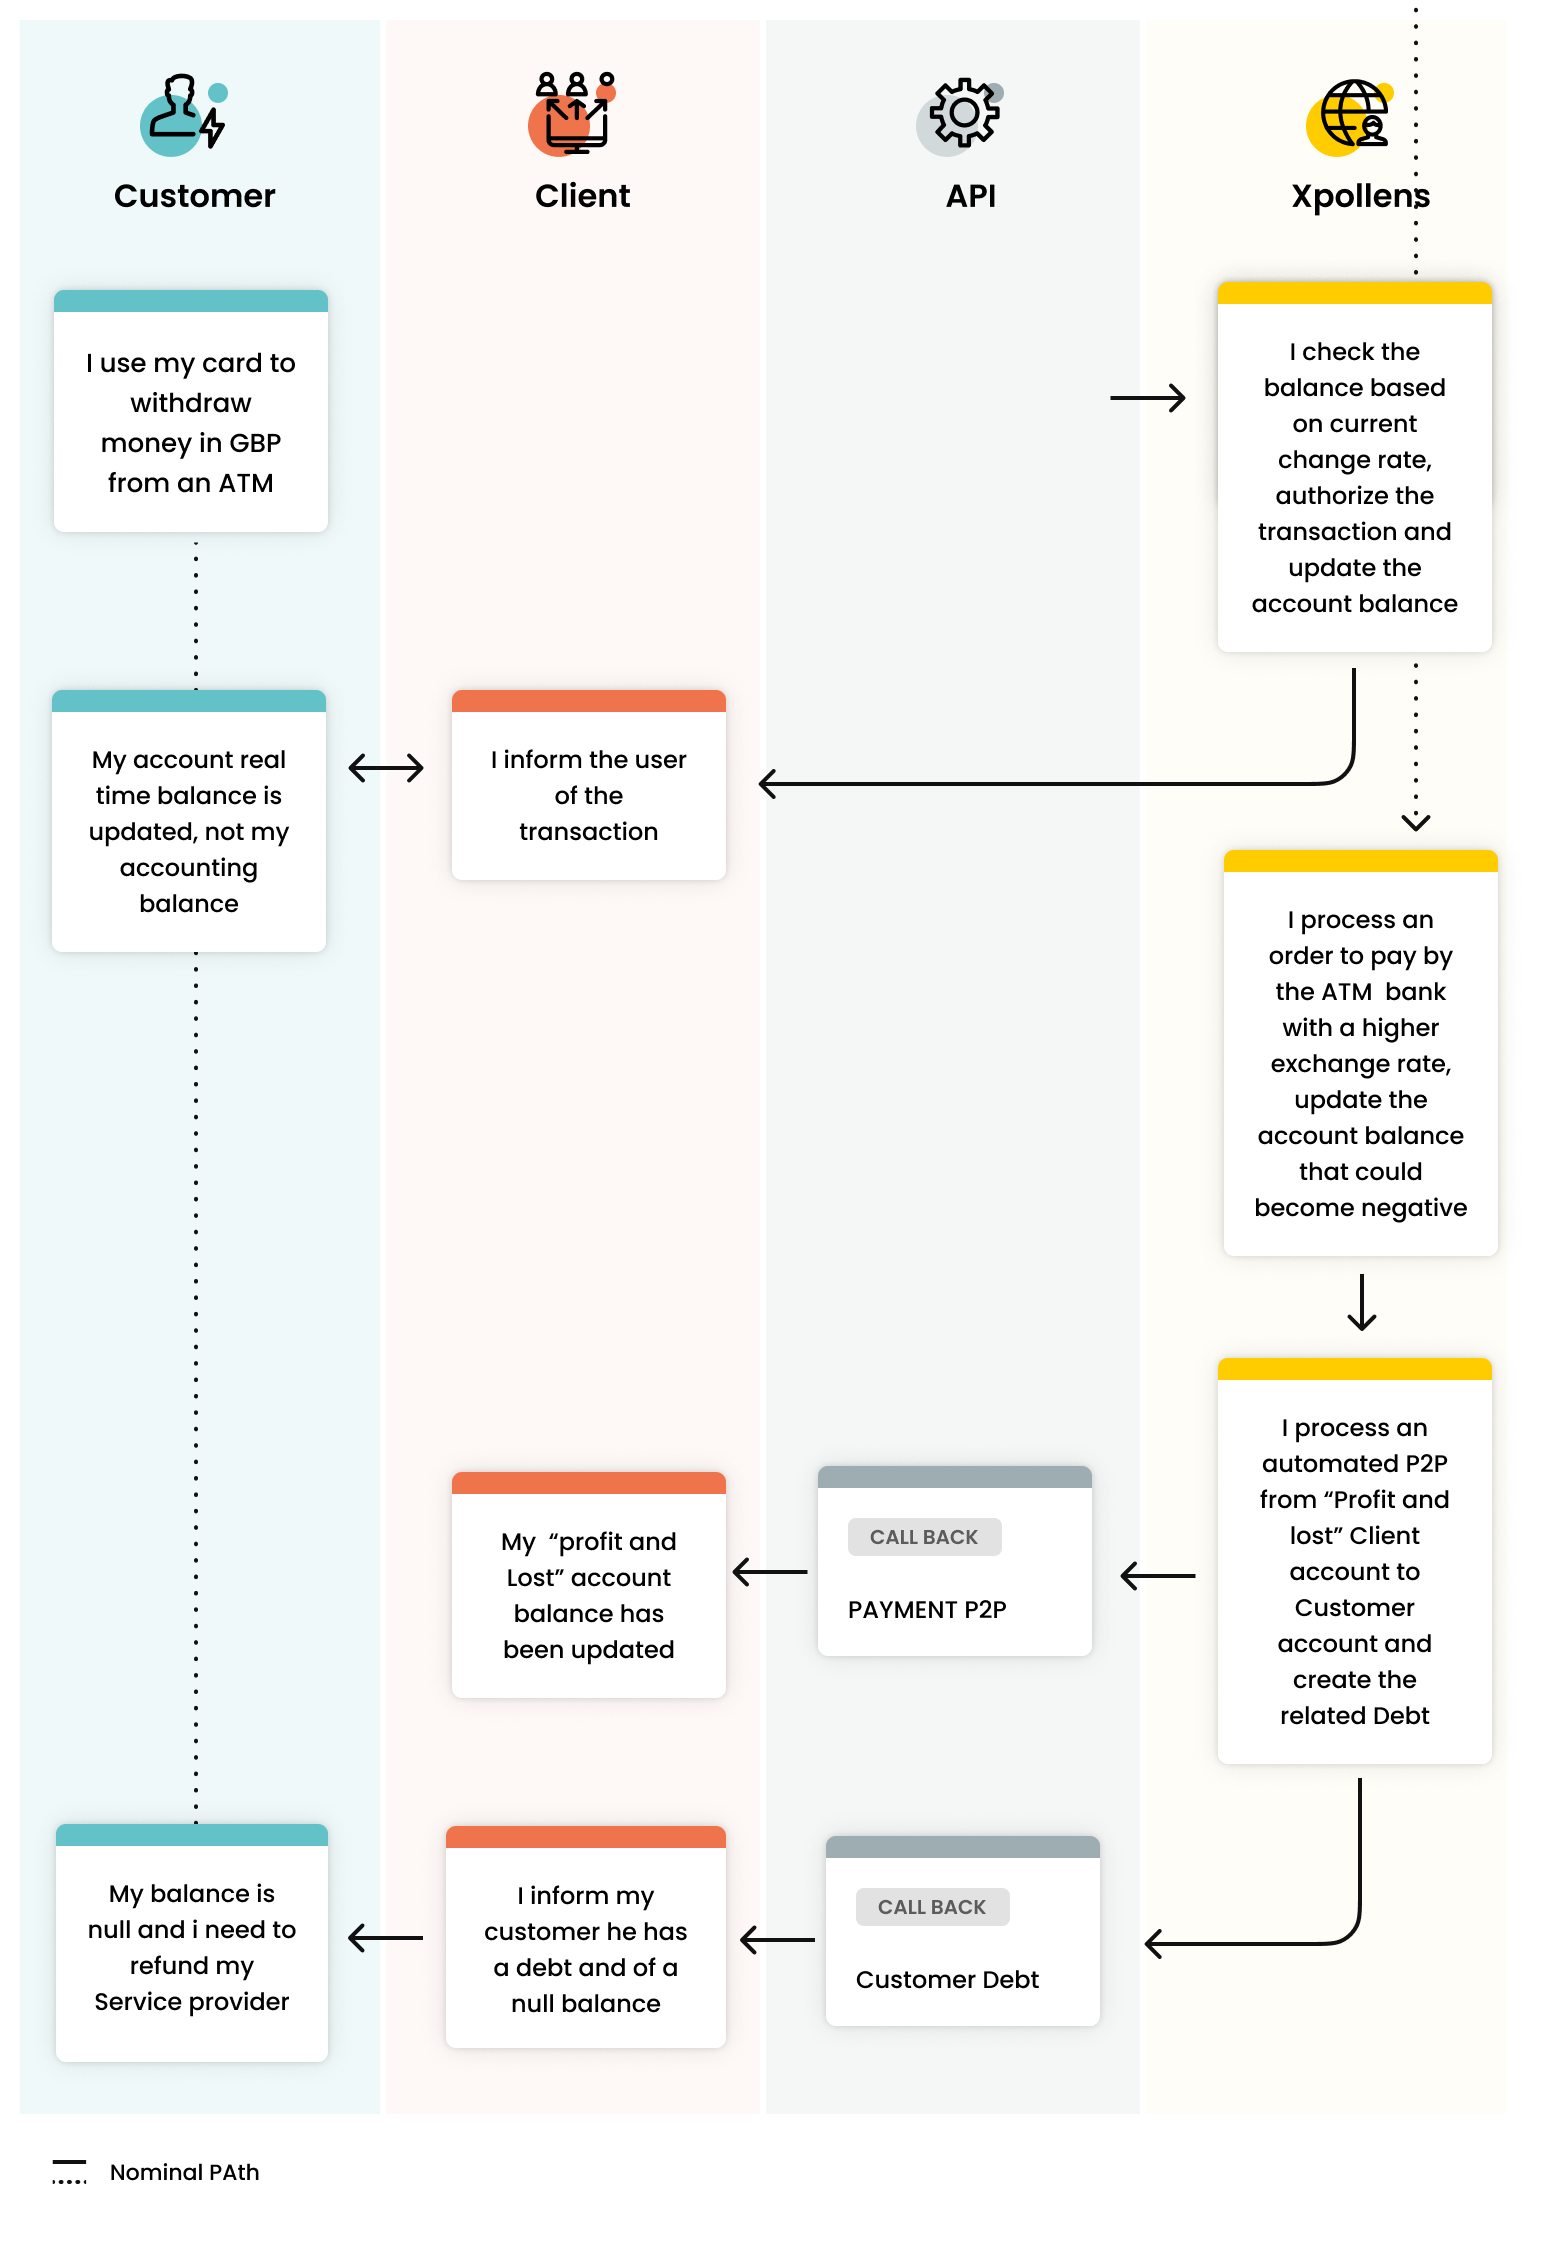 Customer
Client
API
Xpollens
I use my card to
withdraw
money in GBP
from an ATM
I check the
balance based
on current
change rate,
authorize the
transaction and
update the
account balance
My account real
time balance is
updated, not my
accounting
balance
I inform the user
of the
transaction
I process an
order to pay by
the ATM  bank
with a higher
exchange rate,
update the
account balance
that could
become negative
I process an
automated P2P
from “Profit and
lost” Client
account to
Customer
account and
create the
related Debt
CALL BACK
PAYMENT P2P
My  “profit and
Lost” account
balance has
been updated
CALL BACK
Customer Debt
I inform my
customer he has
a debt and of a
null balance
My balance is
null and i need to
refund my
Service provider
Nominal PAth